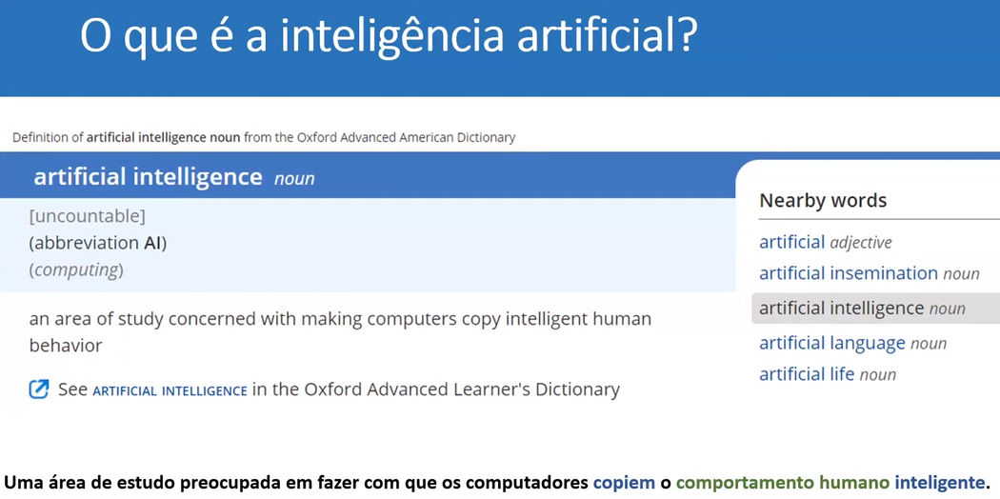 O que é a inteligência artificial?
Definition of artificial intelligence noun from the Oxford Advanced American Dictionary
artificial intelligence noun
[uncountable]
(abbreviation AI)
(computing)
an area of study concerned with making computers copy intelligent human
behavior
See ARTIFICIAL INTELLIGENCE in the Oxford Advanced Learner's Dictionary
Nearby words
artificial adjective
artificial insemination noun
artificial intelligence noun
artificial language noun
artificial life noun
Uma área de estudo preocupada em fazer com que os computadores copiem o comportamento humano inteligente.